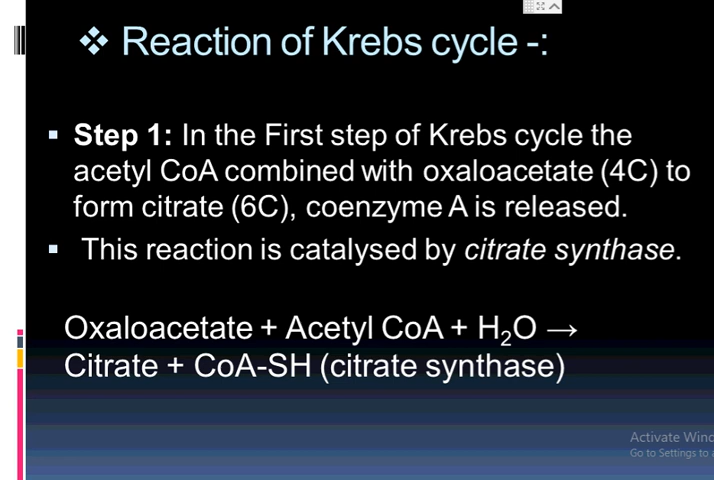 ❖ Reaction of Krebs cycle -:
▪ Step 1: In the First step of Krebs cycle the
acetyl CoA combined with oxaloacetate (4C) to
form citrate (6C), coenzyme A is released.
▪ This reaction is catalysed by citrate synthase.
Oxaloacetate + Acetyl CoA + H₂O →
Citrate + CoA-SH (citrate synthase)
Activate Wind
Go to Settings to a